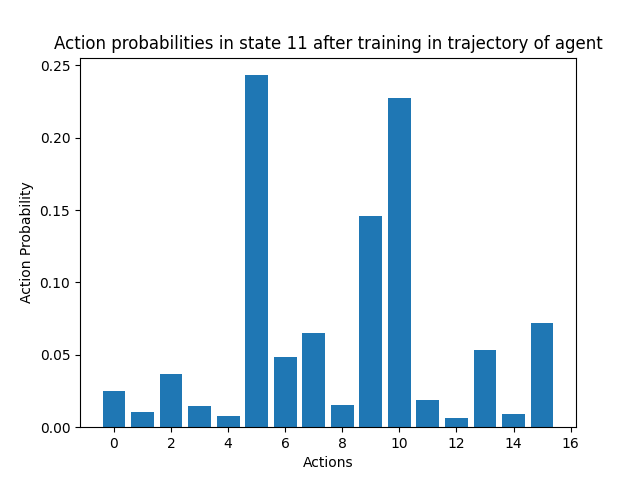 Action probabilities in state 11 after training in trajectory of agent
0.25
0.20
0.15
0.10
0.05
0.00
Action Probability
0 2 4 6 8 10 12 14 16
Actions